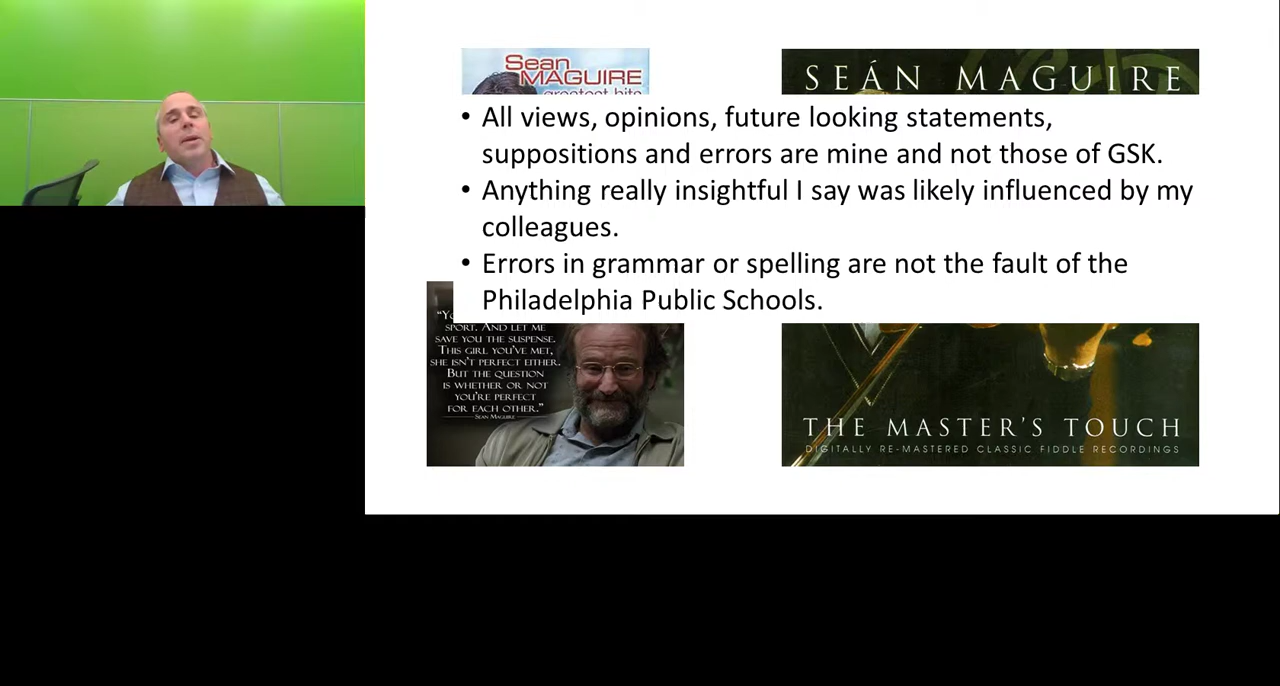 Sean
MAGUIRE
greatest hits
SEÁN MAGUIRE
• All views, opinions, future looking statements,
suppositions and errors are mine and not those of GSK.
• Anything really insightful I say was likely influenced by my
colleagues.
• Errors in grammar or spelling are not the fault of the
Philadelphia Public Schools.
SPORT. AND LET ME
SAVE YOU THE SUSPENSE.
THIS GIRL YOU'VE MET,
SHE ISN'T PERFECT EITHER.
BUT THE QUESTION
IS WHETHER OR NOT
YOU'RE PERFECT
FOR EACH OTHER."
SEAN MAGUIRE
THE MASTER'S TOUCH
DIGITALLY RE-MASTERED CLASSIC FIDDLE RECORDINGS